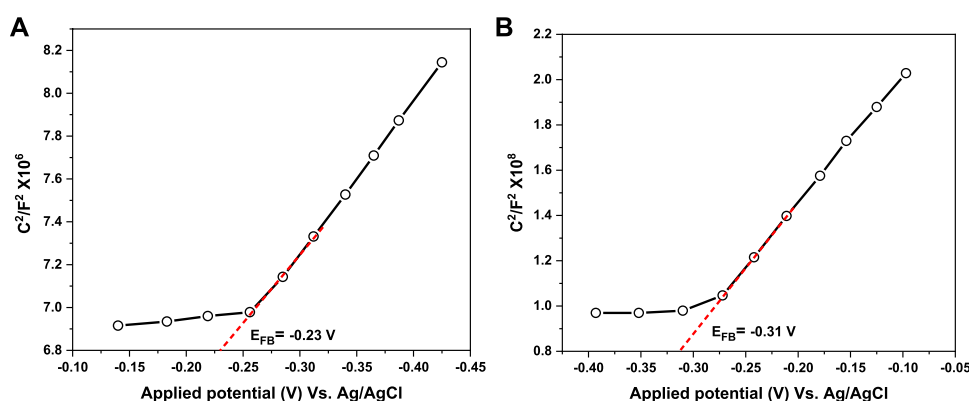 A
B
C²/F² X10⁶
8.2
8.0
7.8
7.6
7.4
7.2
7.0
6.8
E_FB= -0.23 V
-0.10 -0.15 -0.20 -0.25 -0.30 -0.35 -0.40 -0.45
Applied potential (V) Vs. Ag/AgCl
C²/F² X10⁸
2.2
2.0
1.8
1.6
1.4
1.2
1.0
0.8
E_FB= -0.31 V
-0.40 -0.35 -0.30 -0.25 -0.20 -0.15 -0.10 -0.05
Applied potential (V) Vs. Ag/AgCl